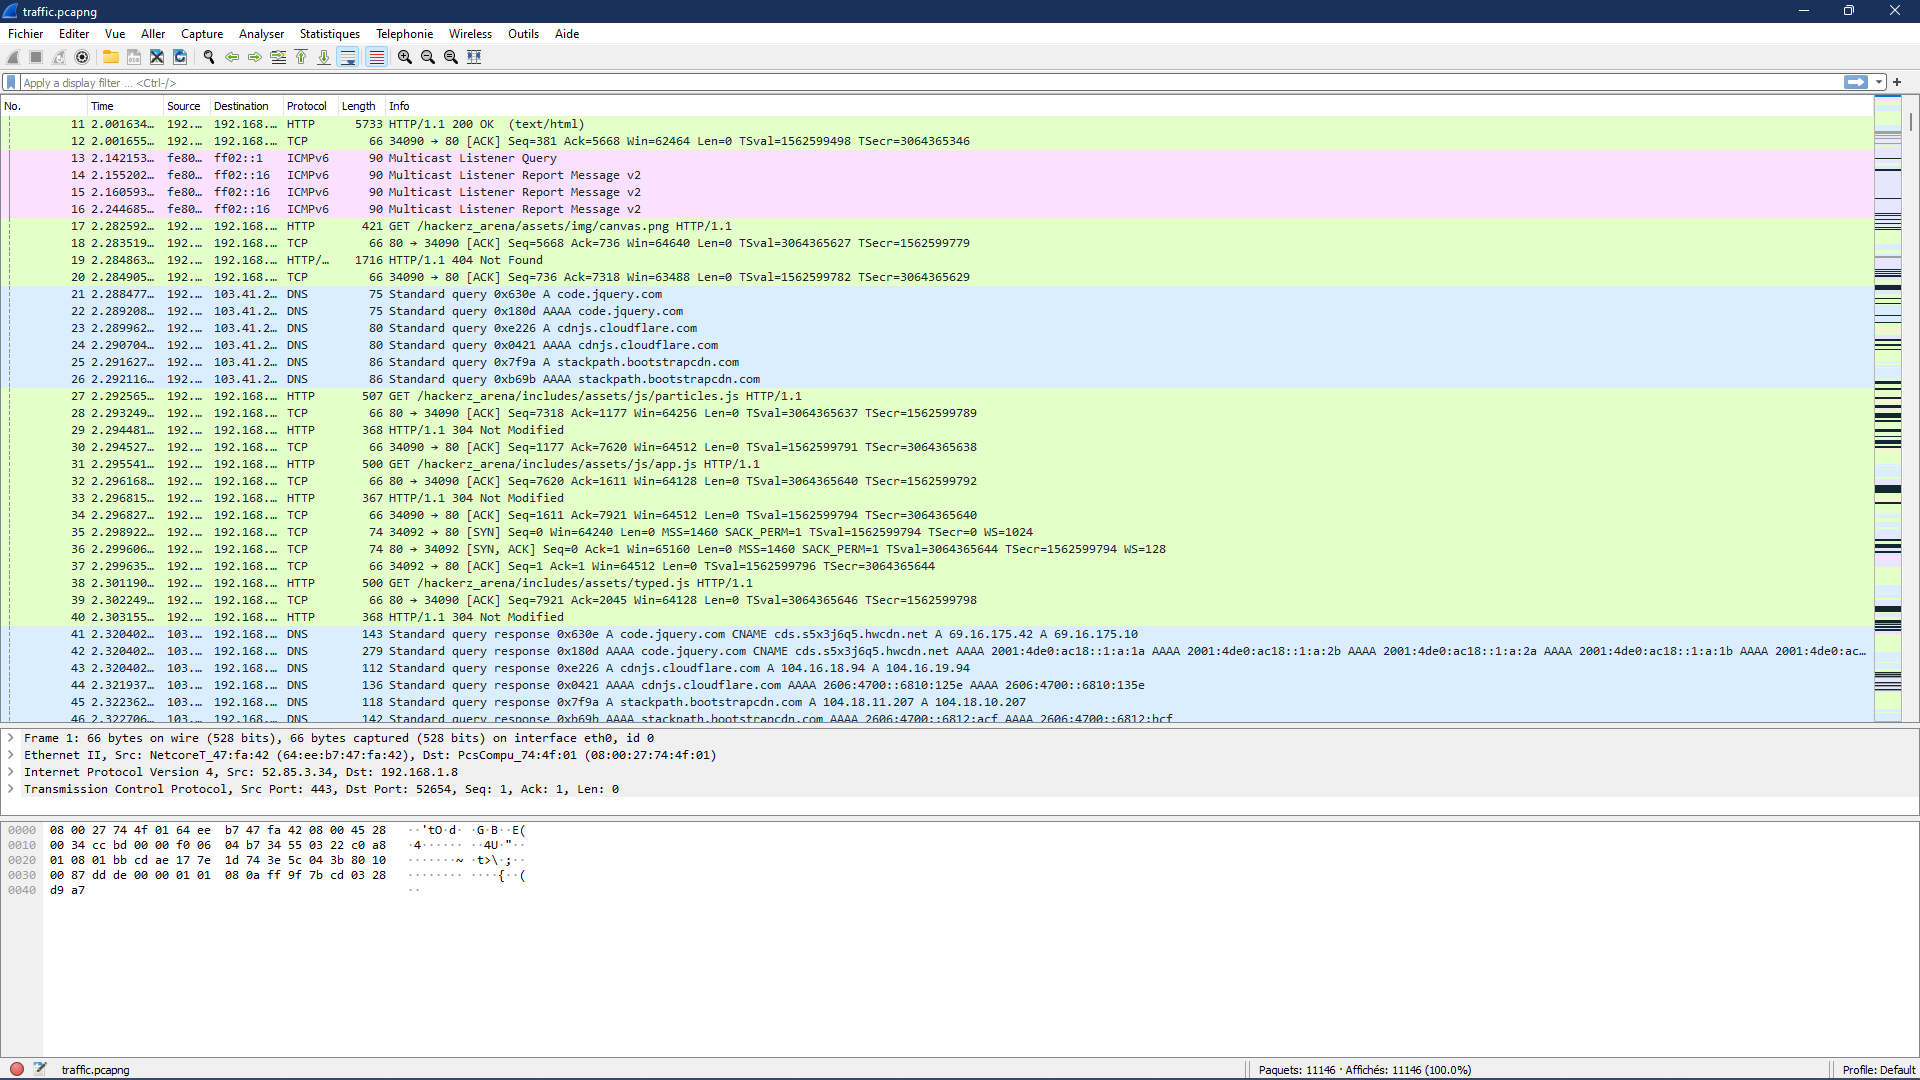 traffic.pcapng
Fichier Editer Vue Aller Capture Analyser Statistiques Telephonie Wireless Outils Aide
Apply a display filter ... <Ctrl-/>
No. Time Source Destination Protocol Length Info
11 2.001634… 192.… 192.168.… HTTP 5733 HTTP/1.1 200 OK (text/html)
12 2.001655… 192.… 192.168.… TCP 66 34090 → 80 [ACK] Seq=381 Ack=5668 Win=62464 Len=0 TSval=1562599498 TSecr=3064365346
13 2.142153… fe80… ff02::1 ICMPv6 90 Multicast Listener Query
14 2.155202… fe80… ff02::16 ICMPv6 90 Multicast Listener Report Message v2
15 2.160593… fe80… ff02::16 ICMPv6 90 Multicast Listener Report Message v2
16 2.244685… fe80… ff02::16 ICMPv6 90 Multicast Listener Report Message v2
17 2.282592… 192.… 192.168.… HTTP 421 GET /hackerz_arena/assets/img/canvas.png HTTP/1.1
18 2.283519… 192.… 192.168.… TCP 66 80 → 34090 [ACK] Seq=5668 Ack=736 Win=64640 Len=0 TSval=3064365627 TSecr=1562599779
19 2.284863… 192.… 192.168.… HTTP/… 1716 HTTP/1.1 404 Not Found
20 2.284905… 192.… 192.168.… TCP 66 34090 → 80 [ACK] Seq=736 Ack=7318 Win=63488 Len=0 TSval=1562599782 TSecr=3064365629
21 2.288477… 192.… 103.41.2… DNS 75 Standard query 0x630e A code.jquery.com
22 2.289208… 192.… 103.41.2… DNS 75 Standard query 0x180d AAAA code.jquery.com
23 2.289962… 192.… 103.41.2… DNS 80 Standard query 0xe226 A cdnjs.cloudflare.com
24 2.290704… 192.… 103.41.2… DNS 80 Standard query 0x0421 AAAA cdnjs.cloudflare.com
25 2.291627… 192.… 103.41.2… DNS 86 Standard query 0x7f9a A stackpath.bootstrapcdn.com
26 2.292116… 192.… 103.41.2… DNS 86 Standard query 0xb69b AAAA stackpath.bootstrapcdn.com
27 2.292565… 192.… 192.168.… HTTP 507 GET /hackerz_arena/includes/assets/js/particles.js HTTP/1.1
28 2.293249… 192.… 192.168.… TCP 66 80 → 34090 [ACK] Seq=7318 Ack=1177 Win=64256 Len=0 TSval=3064365637 TSecr=1562599789
29 2.294481… 192.… 192.168.… HTTP 368 HTTP/1.1 304 Not Modified
30 2.294527… 192.… 192.168.… TCP 66 34090 → 80 [ACK] Seq=1177 Ack=7620 Win=64512 Len=0 TSval=1562599791 TSecr=3064365638
31 2.295541… 192.… 192.168.… HTTP 500 GET /hackerz_arena/includes/assets/js/app.js HTTP/1.1
32 2.296168… 192.… 192.168.… TCP 66 80 → 34090 [ACK] Seq=7620 Ack=1611 Win=64128 Len=0 TSval=3064365640 TSecr=1562599792
33 2.296815… 192.… 192.168.… HTTP 367 HTTP/1.1 304 Not Modified
34 2.296827… 192.… 192.168.… TCP 66 34090 → 80 [ACK] Seq=1611 Ack=7921 Win=64512 Len=0 TSval=1562599794 TSecr=3064365640
35 2.298922… 192.… 192.168.… TCP 74 34092 → 80 [SYN] Seq=0 Win=64240 Len=0 MSS=1460 SACK_PERM=1 TSval=1562599794 TSecr=0 WS=1024
36 2.299606… 192.… 192.168.… TCP 74 80 → 34092 [SYN, ACK] Seq=0 Ack=1 Win=65160 Len=0 MSS=1460 SACK_PERM=1 TSval=3064365644 TSecr=1562599794 WS=128
37 2.299635… 192.… 192.168.… TCP 66 34092 → 80 [ACK] Seq=1 Ack=1 Win=64512 Len=0 TSval=1562599796 TSecr=3064365644
38 2.301190… 192.… 192.168.… HTTP 500 GET /hackerz_arena/includes/assets/typed.js HTTP/1.1
39 2.302249… 192.… 192.168.… TCP 66 80 → 34090 [ACK] Seq=7921 Ack=2045 Win=64128 Len=0 TSval=3064365646 TSecr=1562599798
40 2.303155… 192.… 192.168.… HTTP 368 HTTP/1.1 304 Not Modified
41 2.320402… 103.… 192.168.… DNS 143 Standard query response 0x630e A code.jquery.com CNAME cds.s5x3j6q5.hwcdn.net A 69.16.175.42 A 69.16.175.10
42 2.320402… 103.… 192.168.… DNS 279 Standard query response 0x180d AAAA code.jquery.com CNAME cds.s5x3j6q5.hwcdn.net AAAA 2001:4de0:ac18::1:a:1a AAAA 2001:4de0:ac18::1:a:2b AAAA 2001:4de0:ac18::1:a:2a AAAA 2001:4de0:ac18::1:a:1b AAAA 2001:4de0:ac…
43 2.320402… 103.… 192.168.… DNS 112 Standard query response 0xe226 A cdnjs.cloudflare.com A 104.16.18.94 A 104.16.19.94
44 2.321937… 103.… 192.168.… DNS 136 Standard query response 0x0421 AAAA cdnjs.cloudflare.com AAAA 2606:4700::6810:125e AAAA 2606:4700::6810:135e
45 2.322362… 103.… 192.168.… DNS 118 Standard query response 0x7f9a A stackpath.bootstrapcdn.com A 104.18.11.207 A 104.18.10.207
46 2.322706… 103.… 192.168.… DNS 142 Standard query response 0xb69b AAAA stackpath.bootstrapcdn.com AAAA 2606:4700::6812:acf AAAA 2606:4700::6812:bcf
Frame 1: 66 bytes on wire (528 bits), 66 bytes captured (528 bits) on interface eth0, id 0
Ethernet II, Src: NetcoreT_47:fa:42 (64:ee:b7:47:fa:42), Dst: PcsCompu_74:4f:01 (08:00:27:74:4f:01)
Internet Protocol Version 4, Src: 52.85.3.34, Dst: 192.168.1.8
Transmission Control Protocol, Src Port: 443, Dst Port: 52654, Seq: 1, Ack: 1, Len: 0
0000 08 00 27 74 4f 01 64 ee b7 47 fa 42 08 00 45 28 ··'tO·d· ·G·B··E(
0010 00 34 cc bd 00 00 f0 06 04 b7 34 55 03 22 c0 a8 ·4······ ··4U·"··
0020 01 08 01 bb cd ae 17 7e 1d 74 3e 5c 04 3b 80 10 ·······~ ·t>\·;··
0030 00 87 dd de 00 00 01 01 08 0a ff 9f 7b cd 03 28 ········ ····{··(
0040 d9 a7 ··
traffic.pcapng Paquets: 11146 · Affichés: 11146 (100.0%) Profile: Default